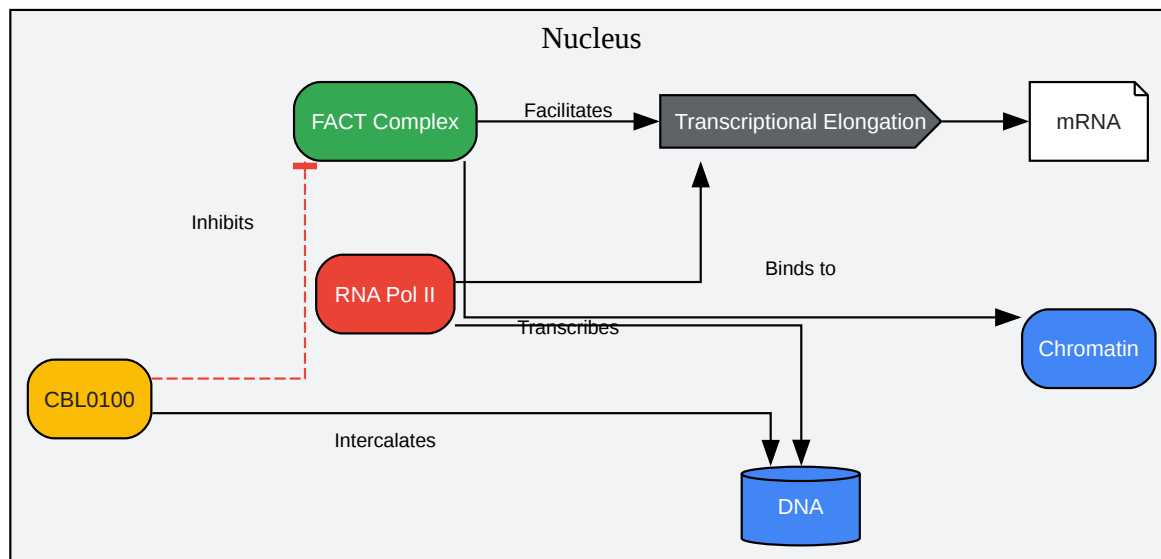 Nucleus
FACT Complex
Facilitates
Transcriptional Elongation
mRNA
Inhibits
Binds to
RNA Pol II
Transcribes
Chromatin
CBL0100
Intercalates
DNA